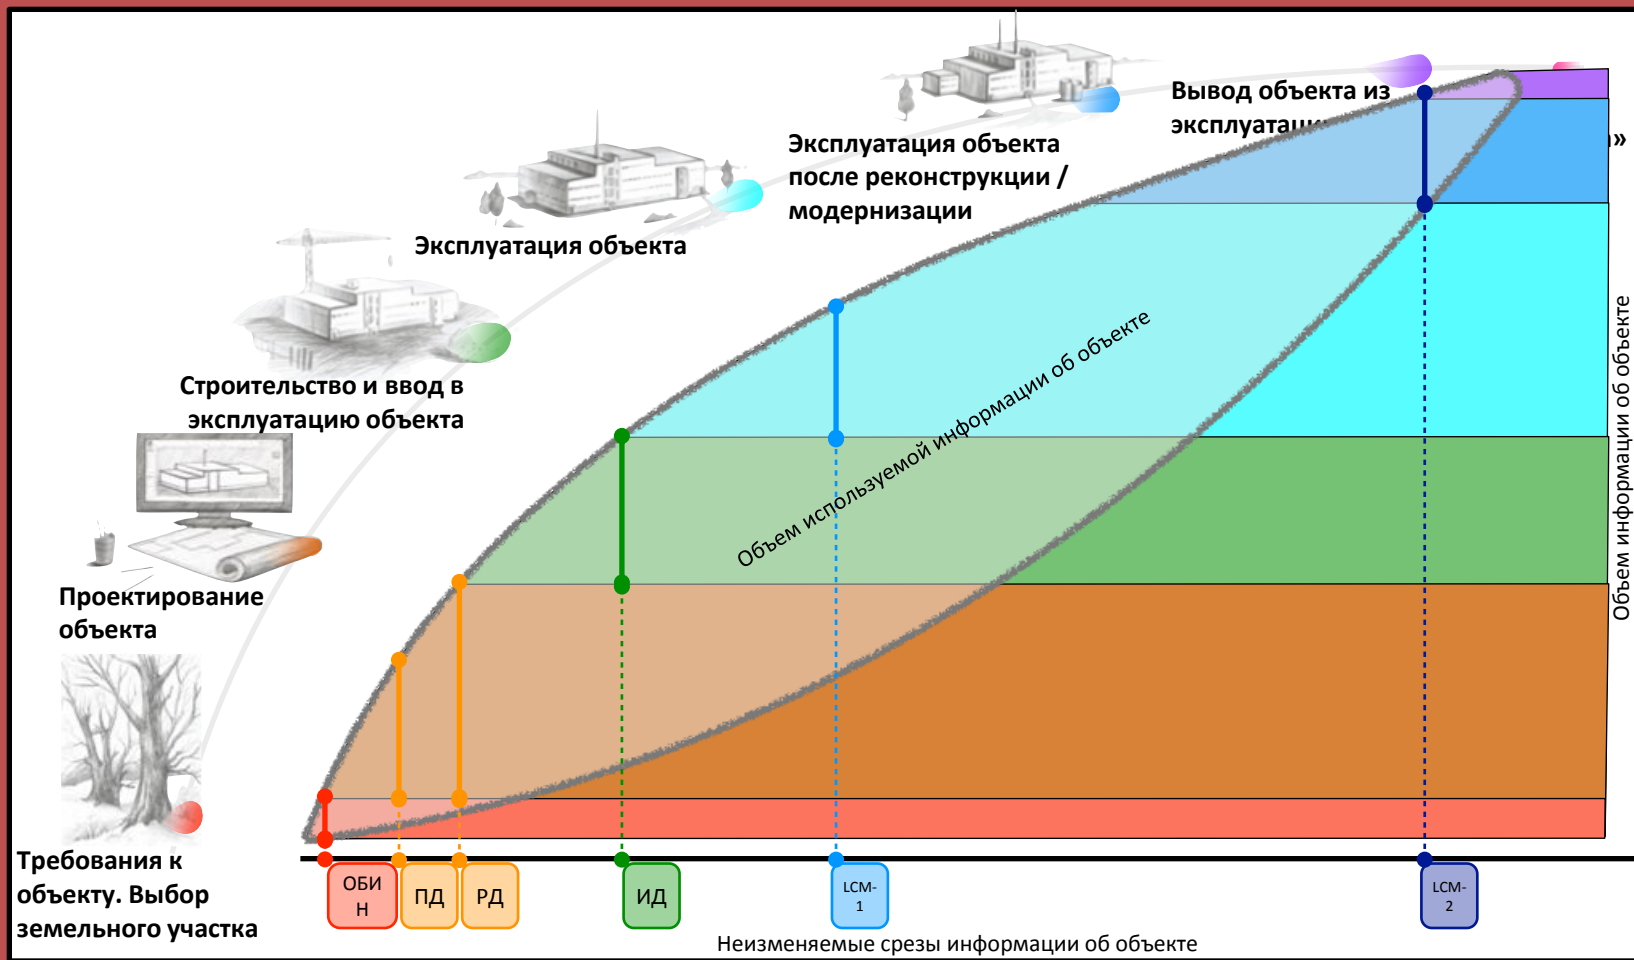 Вывод объекта из
эксплуатаци
»
Эксплуатация объекта
после реконструкции /
модернизации
Эксплуатация объекта
Строительство и ввод в
эксплуатацию объекта
Проектирование
объекта
Требования к
объекту. Выбор
земельного участка
Объем используемой информации об объекте
Объем информации об объекте
ОБИ
Н
ПД
РД
ИД
LCM-
1
LCM-
2
Неизменяемые срезы информации об объекте